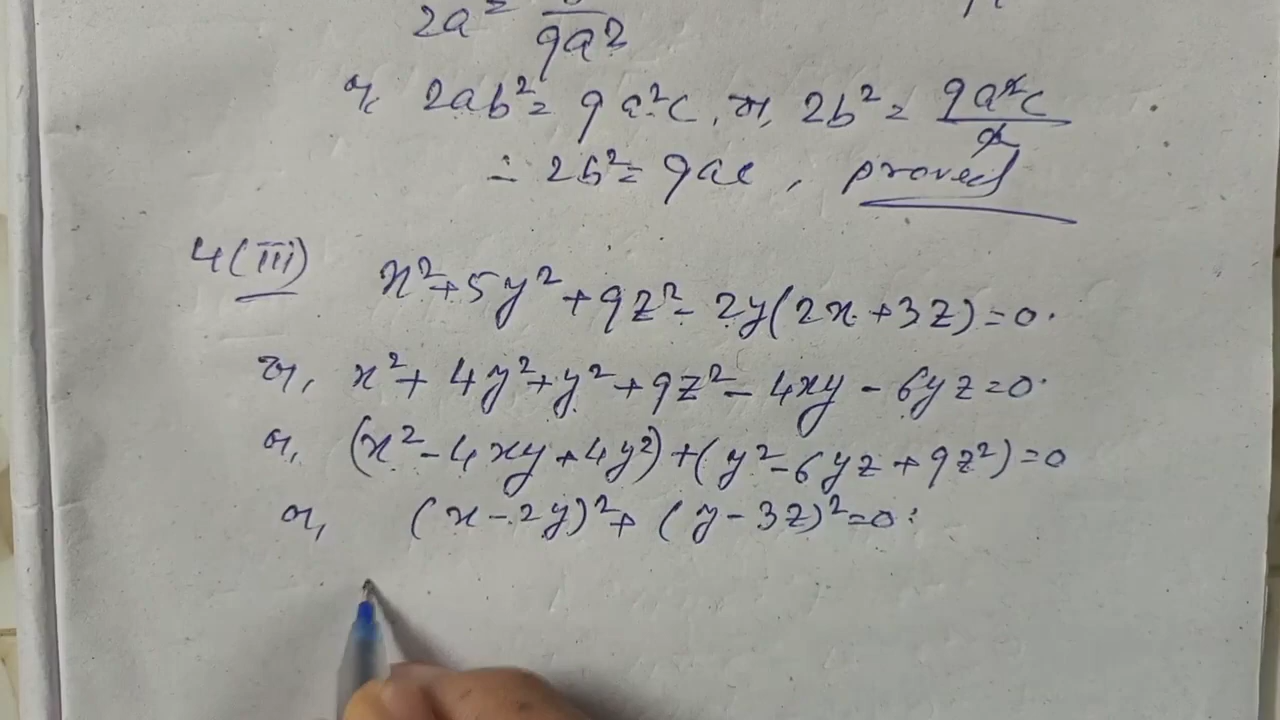 2a = /9a²
or, 2ab² = 9a²c, or, 2b² = 9a²c/a
∴ 2b² = 9ac, proved
4(iii) x² + 5y² + 9z² - 2y(2x + 3z) = 0.
or, x² + 4y² + y² + 9z² - 4xy - 6yz = 0.
or, (x² - 4xy + 4y²) + (y² - 6yz + 9z²) = 0
or, (x - 2y)² + (y - 3z)² = 0.